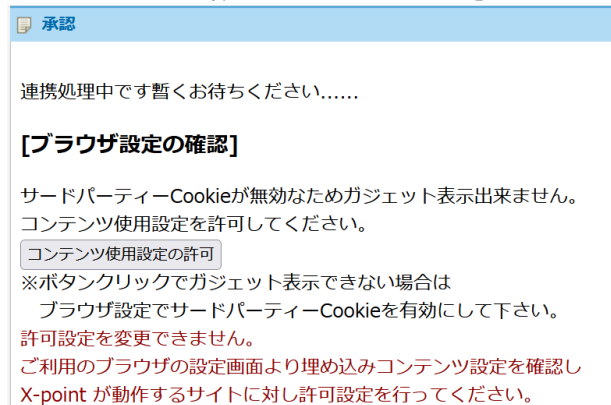 承認
連携処理中です暫くお待ちください……
[ブラウザ設定の確認]
サードパーティーCookieが無効なためガジェット表示出来ません。
コンテンツ使用設定を許可してください。
コンテンツ使用設定の許可
※ボタンクリックでガジェット表示できない場合は
ブラウザ設定でサードパーティーCookieを有効にして下さい。
許可設定を変更できません。
ご利用のブラウザの設定画面より埋め込みコンテンツ設定を確認し
X-point が動作するサイトに対し許可設定を行ってください。